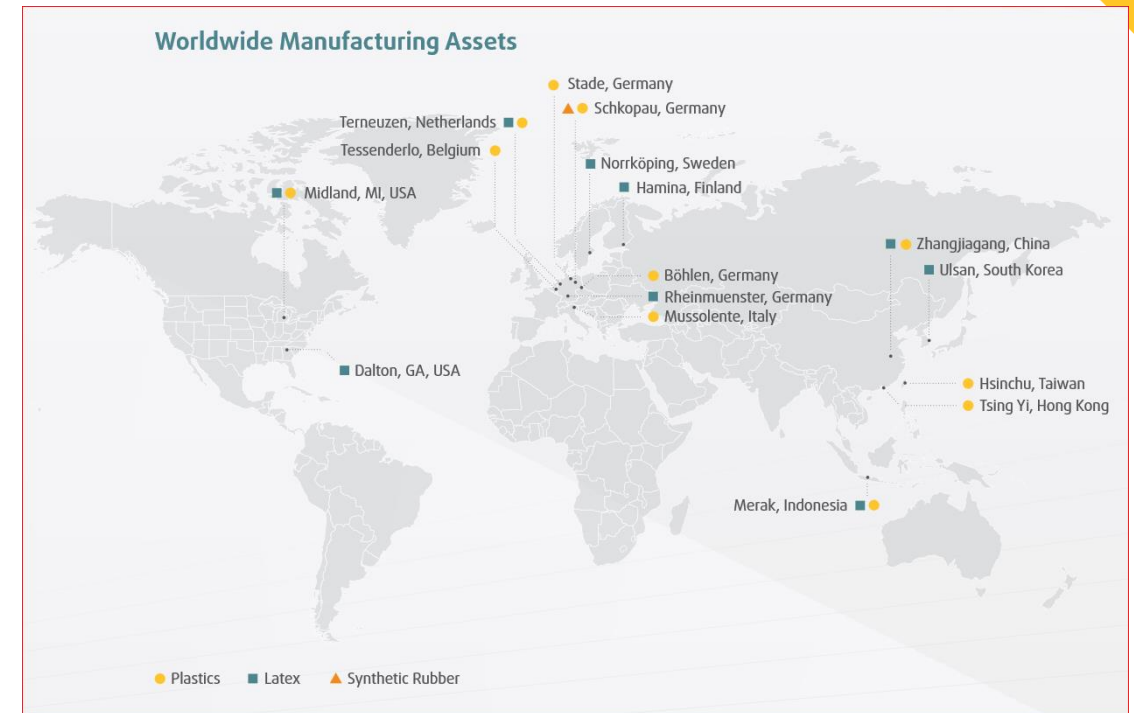 Worldwide Manufacturing Assets
Stade, Germany
Schkopau, Germany
Terneuzen, Netherlands
Tessenderlo, Belgium
Norrköping, Sweden
Hamina, Finland
Midland, MI, USA
Zhangjiagang, China
Ulsan, South Korea
Böhlen, Germany
Rheinmuenster, Germany
Mussolente, Italy
Dalton, GA, USA
Hsinchu, Taiwan
Tsing Yi, Hong Kong
Merak, Indonesia
Plastics Latex Synthetic Rubber